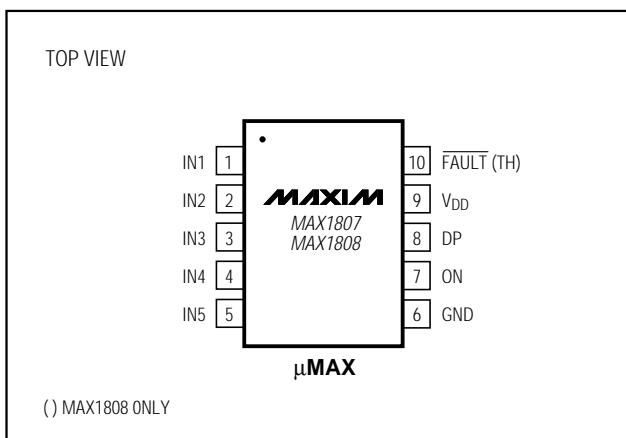 TOP VIEW
IN1 1
IN2 2
IN3 3
IN4 4
IN5 5
MAXIM
MAX1807
MAX1808
10 FAULT (TH)
9 VDD
8 DP
7 ON
6 GND
µMAX
( ) MAX1808 0NLY